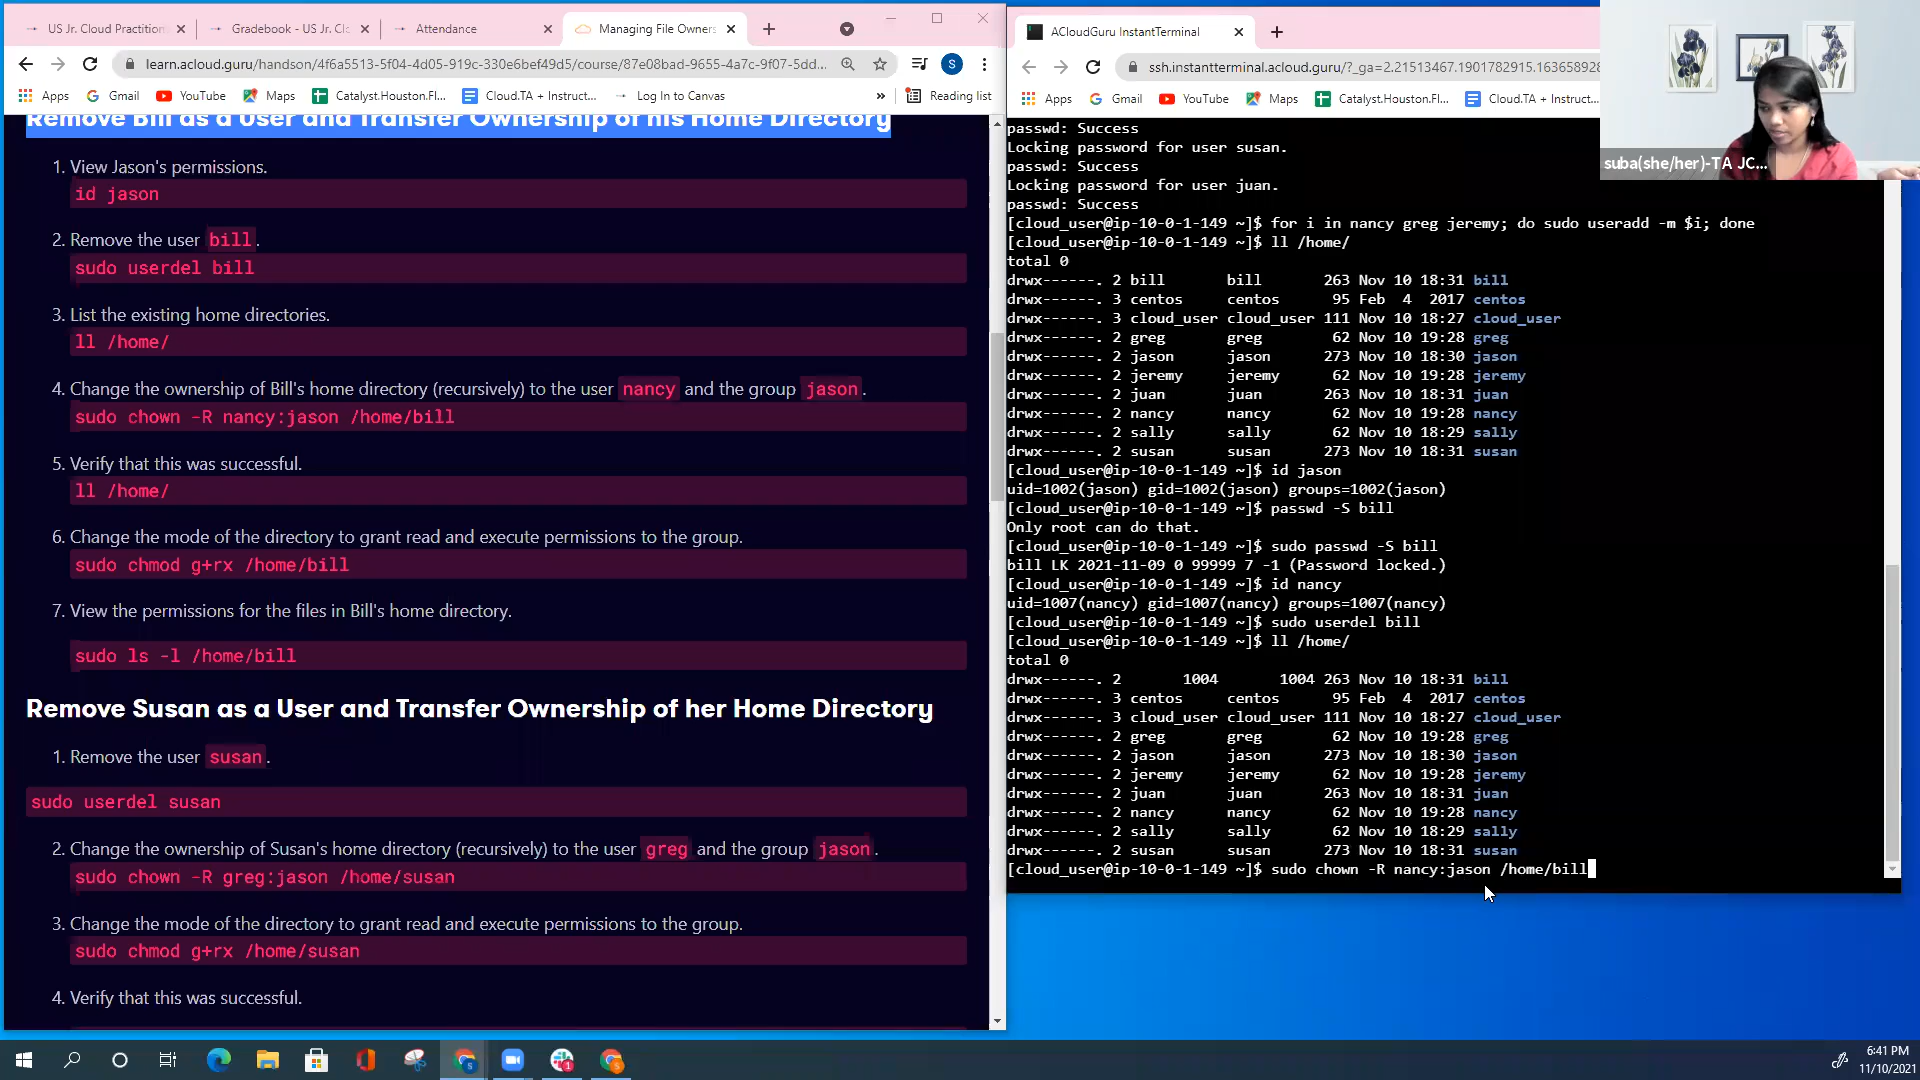 US Jr. Cloud Practition
Gradebook - US Jr. Cl
Attendance
Managing File Owners
learn.acloud.guru/handson/4f6a5513-5f04-4d05-919c-330e6bef49d5/course/87e08bad-9655-4a7c-9f07-5dd...
S
Apps
Gmail
YouTube
Maps
Catalyst.Houston.Fl...
Cloud.TA + Instruct...
Log In to Canvas
»
Reading list
Remove Bill as a User and Transfer Ownership of his Home Directory
1. View Jason's permissions.
id jason
2. Remove the user bill.
sudo userdel bill
3. List the existing home directories.
ll /home/
4. Change the ownership of Bill's home directory (recursively) to the user nancy and the group jason.
sudo chown -R nancy:jason /home/bill
5. Verify that this was successful.
ll /home/
6. Change the mode of the directory to grant read and execute permissions to the group.
sudo chmod g+rx /home/bill
7. View the permissions for the files in Bill's home directory.
sudo ls -l /home/bill
Remove Susan as a User and Transfer Ownership of her Home Directory
1. Remove the user susan.
sudo userdel susan
2. Change the ownership of Susan's home directory (recursively) to the user greg and the group jason.
sudo chown -R greg:jason /home/susan
3. Change the mode of the directory to grant read and execute permissions to the group.
sudo chmod g+rx /home/susan
4. Verify that this was successful.
ACloudGuru InstantTerminal
ssh.instantterminal.acloud.guru/?_ga=2.21513467.1901782915.163658928
Apps
Gmail
YouTube
Maps
Catalyst.Houston.Fl...
Cloud.TA + Instruct...
suba(she/her)-TA JC...
passwd: Success
Locking password for user susan.
passwd: Success
Locking password for user juan.
passwd: Success
[cloud_user@ip-10-0-1-149 ~]$ for i in nancy greg jeremy; do sudo useradd -m $i; done
[cloud_user@ip-10-0-1-149 ~]$ ll /home/
total 0
drwx------. 2 bill bill 263 Nov 10 18:31 bill
drwx------. 3 centos centos 95 Feb 4 2017 centos
drwx------. 3 cloud_user cloud_user 111 Nov 10 18:27 cloud_user
drwx------. 2 greg greg 62 Nov 10 19:28 greg
drwx------. 2 jason jason 273 Nov 10 18:30 jason
drwx------. 2 jeremy jeremy 62 Nov 10 19:28 jeremy
drwx------. 2 juan juan 263 Nov 10 18:31 juan
drwx------. 2 nancy nancy 62 Nov 10 19:28 nancy
drwx------. 2 sally sally 62 Nov 10 18:29 sally
drwx------. 2 susan susan 273 Nov 10 18:31 susan
[cloud_user@ip-10-0-1-149 ~]$ id jason
uid=1002(jason) gid=1002(jason) groups=1002(jason)
[cloud_user@ip-10-0-1-149 ~]$ passwd -S bill
Only root can do that.
[cloud_user@ip-10-0-1-149 ~]$ sudo passwd -S bill
bill LK 2021-11-09 0 99999 7 -1 (Password locked.)
[cloud_user@ip-10-0-1-149 ~]$ id nancy
uid=1007(nancy) gid=1007(nancy) groups=1007(nancy)
[cloud_user@ip-10-0-1-149 ~]$ sudo userdel bill
[cloud_user@ip-10-0-1-149 ~]$ ll /home/
total 0
drwx------. 2 1004 1004 263 Nov 10 18:31 bill
drwx------. 3 centos centos 95 Feb 4 2017 centos
drwx------. 3 cloud_user cloud_user 111 Nov 10 18:27 cloud_user
drwx------. 2 greg greg 62 Nov 10 19:28 greg
drwx------. 2 jason jason 273 Nov 10 18:30 jason
drwx------. 2 jeremy jeremy 62 Nov 10 19:28 jeremy
drwx------. 2 juan juan 263 Nov 10 18:31 juan
drwx------. 2 nancy nancy 62 Nov 10 19:28 nancy
drwx------. 2 sally sally 62 Nov 10 18:29 sally
drwx------. 2 susan susan 273 Nov 10 18:31 susan
[cloud_user@ip-10-0-1-149 ~]$ sudo chown -R nancy:jason /home/bill
6:41 PM
11/10/2021